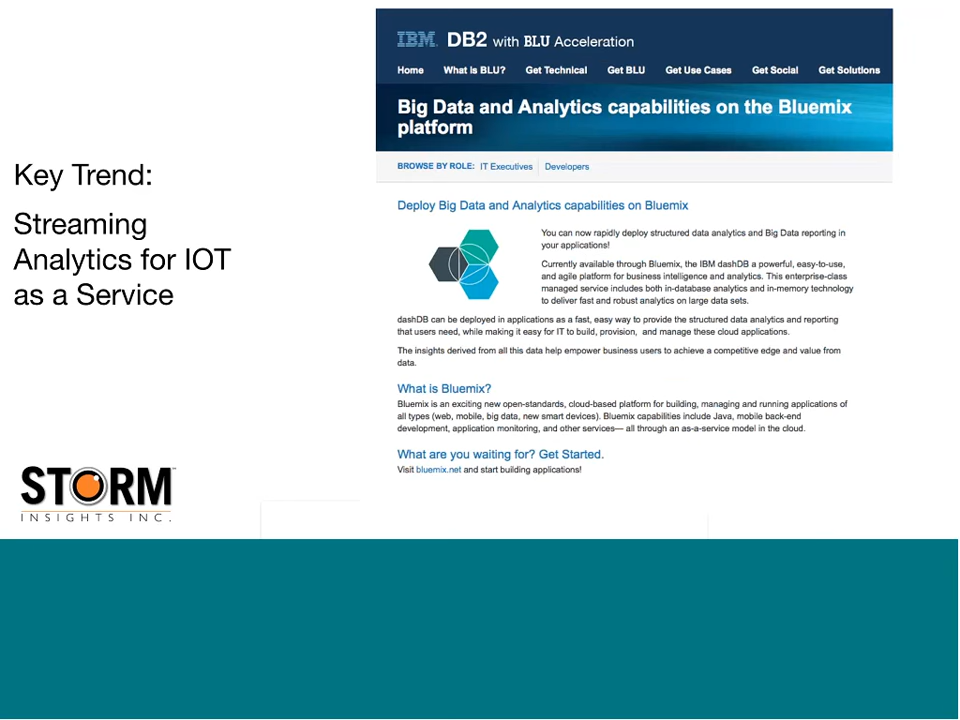 Key Trend:
Streaming
Analytics for IOT
as a Service
STORM™
INSIGHTS INC.
IBM. DB2 with BLU Acceleration
Home What is BLU? Get Technical Get BLU Get Use Cases Get Social Get Solutions
Big Data and Analytics capabilities on the Bluemix
platform
BROWSE BY ROLE: IT Executives Developers
Deploy Big Data and Analytics capabilities on Bluemix
You can now rapidly deploy structured data analytics and Big Data reporting in
your applications!
Currently available through Bluemix, the IBM dashDB a powerful, easy-to-use,
and agile platform for business intelligence and analytics. This enterprise-class
managed service includes both in-database analytics and in-memory technology
to deliver fast and robust analytics on large data sets.
dashDB can be deployed in applications as a fast, easy way to provide the structured data analytics and reporting
that users need, while making it easy for IT to build, provision, and manage these cloud applications.
The insights derived from all this data help empower business users to achieve a competitive edge and value from
data.
What is Bluemix?
Bluemix is an exciting new open-standards, cloud-based platform for building, managing and running applications of
all types (web, mobile, big data, new smart devices). Bluemix capabilities include Java, mobile back-end
development, application monitoring, and other services— all through an as-a-service model in the cloud.
What are you waiting for? Get Started.
Visit bluemix.net and start building applications!